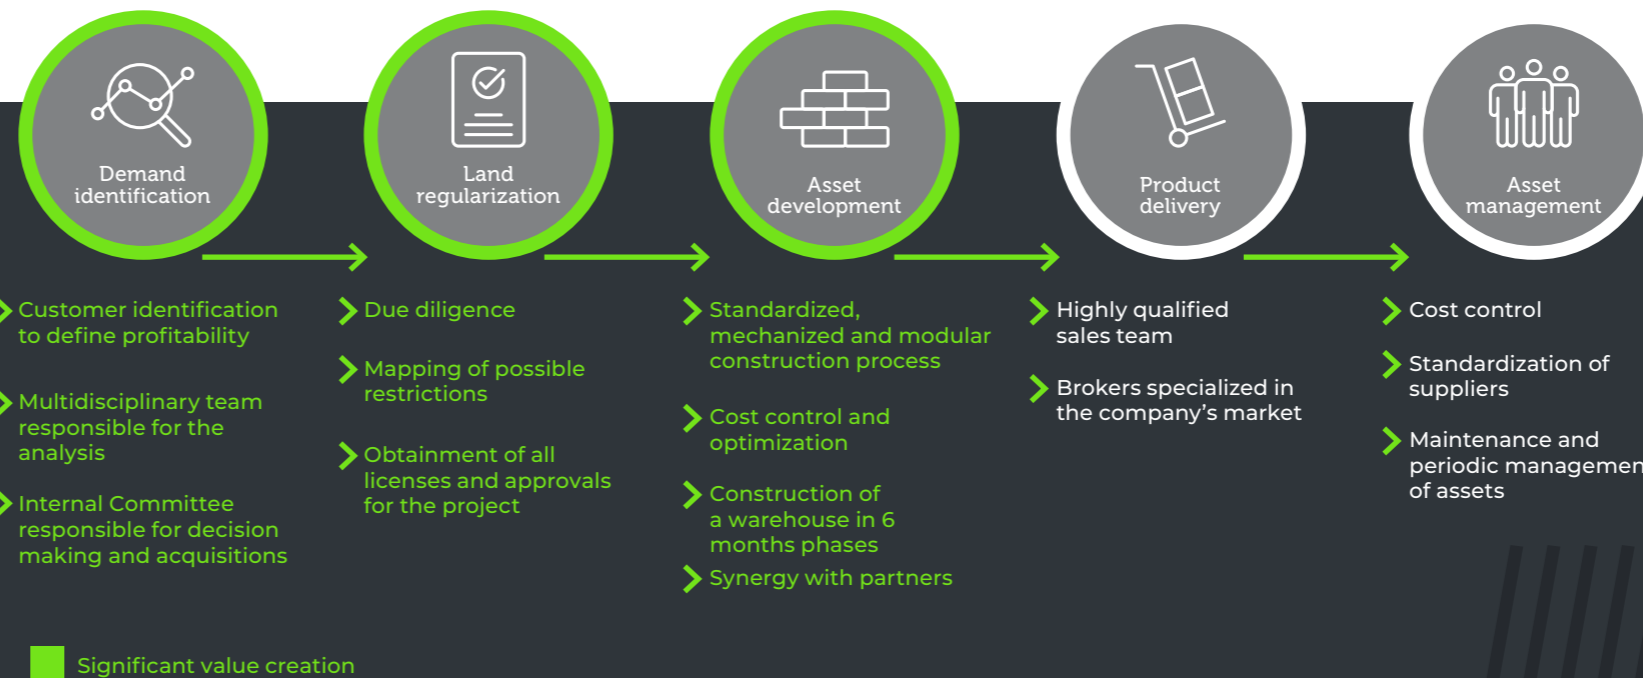 Demand
identification
Land
regularization
Asset
development
Product
delivery
Asset
management
Customer identification
to define profitability
Multidisciplinary team
responsible for the
analysis
Internal Committee
responsible for decision
making and acquisitions
Due diligence
Mapping of possible
restrictions
Obtainment of all
licenses and approvals
for the project
Standardized,
mechanized and modular
construction process
Cost control and
optimization
Construction of
a warehouse in 6
months phases
Synergy with partners
Highly qualified
sales team
Brokers specialized in
the company’s market
Cost control
Standardization of
suppliers
Maintenance and
periodic managemen
of assets
Significant value creation